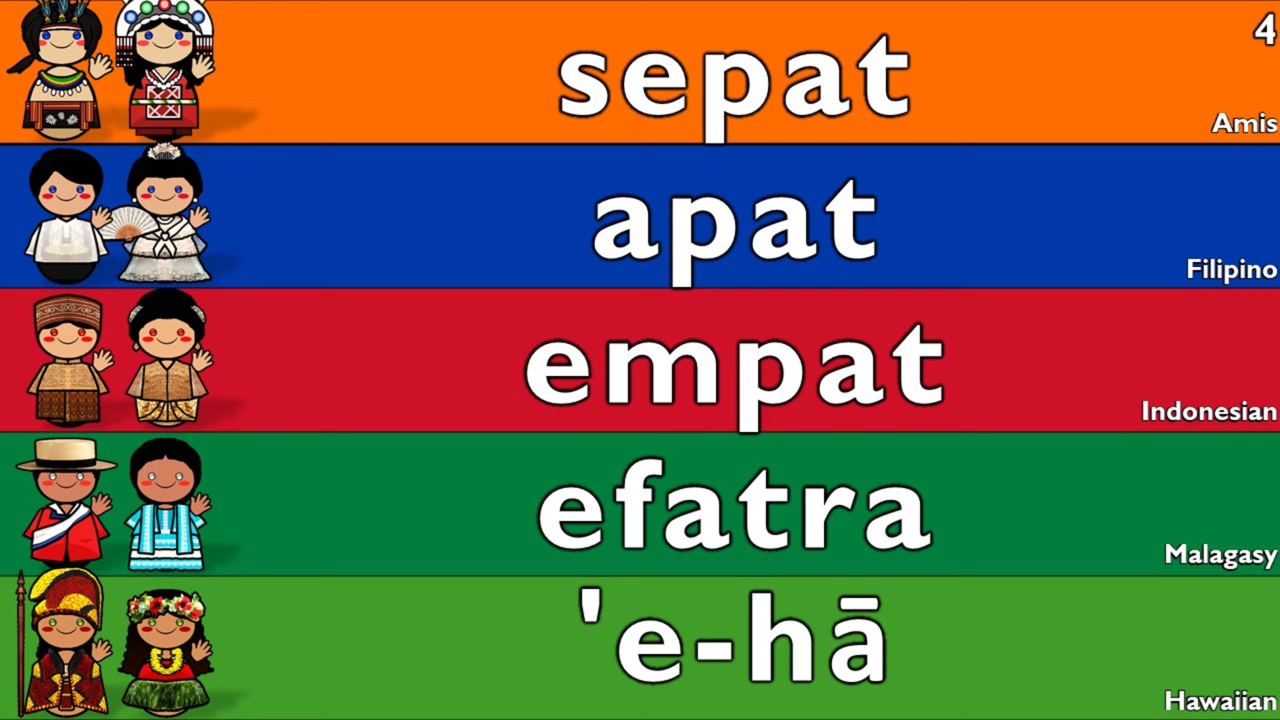 4
sepat
Amis
apat
Filipino
empat
Indonesian
efatra
Malagasy
'e-hā
Hawaiian